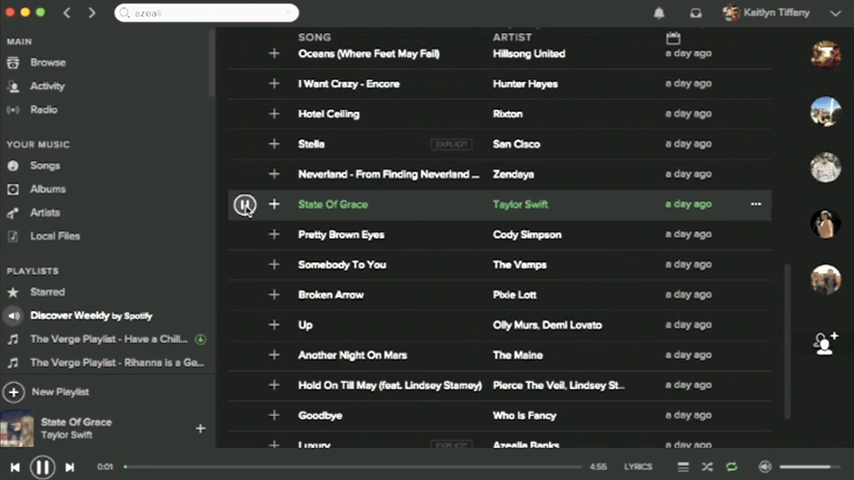 azeali
Kaitlyn Tiffany
MAIN
Browse
Activity
Radio
YOUR MUSIC
Songs
Albums
Artists
Local Files
PLAYLISTS
Starred
Discover Weekly by Spotify
The Verge Playlist - Have a Chill...
The Verge Playlist - Rihanna is a Ge...
New Playlist
State Of Grace
Taylor Swift
SONG ARTIST
Oceans (Where Feet May Fail) Hillsong United a day ago
I Want Crazy - Encore Hunter Hayes a day ago
Hotel Ceiling Rixton a day ago
Stella EXPLICIT San Cisco a day ago
Neverland - From Finding Neverland ... Zendaya a day ago
State Of Grace Taylor Swift a day ago
Pretty Brown Eyes Cody Simpson a day ago
Somebody To You The Vamps a day ago
Broken Arrow Pixie Lott a day ago
Up Olly Murs, Demi Lovato a day ago
Another Night On Mars The Maine a day ago
Hold On Till May (feat. Lindsey Stamey) Pierce The Veil, Lindsey St... a day ago
Goodbye Who Is Fancy a day ago
Luxury EXPLICIT Azealia Banks a day ago
0:01 4:55 LYRICS